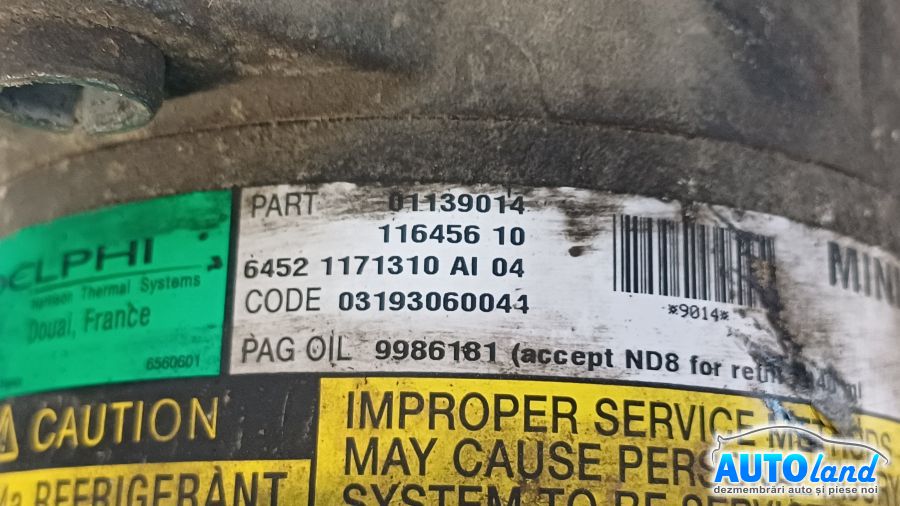 DELPHI
Harrison Thermal Systems
Douai, France
6560601
PART 01139014
116456 10
6452 1171310 AI 04
CODE 03193060044
PAG OIL 9986181 (accept ND8 for ml
*9014*
MINI
CAUTION
REFRIGERANT
IMPROPER SERVICE
MAY CAUSE
SYSTEM TO BE
AUTOland
dezmembrări auto și piese noi